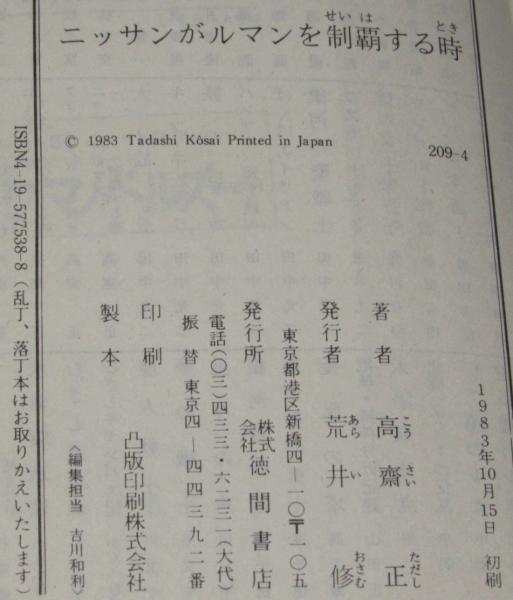 ニッサンがルマンを制覇する時
せい は
とき
© 1983 Tadashi Kôsai Printed in Japan
209-4
1983年10月15日 初刷
著者 高齋 正
こう さい ただし
発行者 荒井 修
あら い おさむ
東京都港区新橋四―一〇〒一〇五
発行所 株式会社 徳間書店
電話(〇三)四三三・六二三一(大代)
振替 東京四―四四三九二番
印刷
製本 凸版印刷株式会社
〈編集担当 吉川和利〉
ISBN4-19-577538-8(乱丁、落丁本はお取りかえいたします)